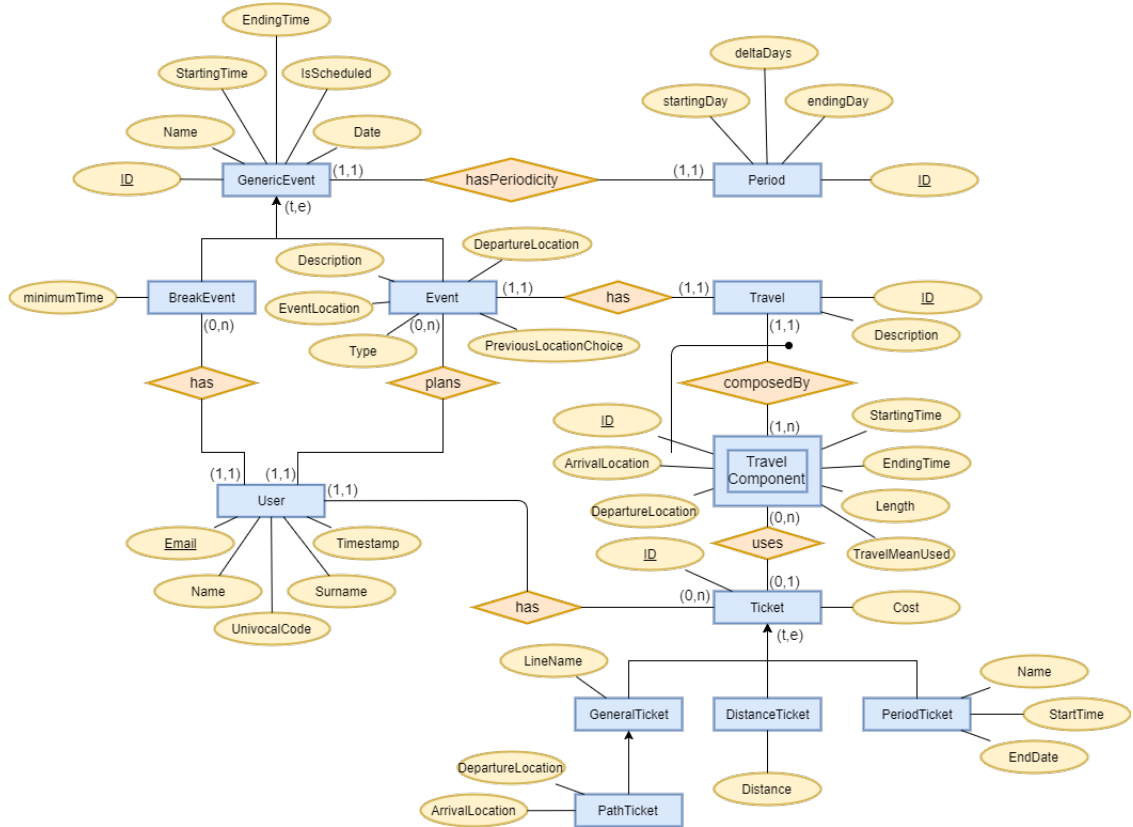 EndingTime
deltaDays
StartingTime
IsScheduled
startingDay
endingDay
Name
Date
ID
GenericEvent
(1,1)
hasPeriodicity
(1,1)
Period
ID
(t,e)
DepartureLocation
Description
minimumTime
BreakEvent
Event
(1,1)
has
(1,1)
Travel
ID
EventLocation
(0,n)
(0,n)
(1,1)
Description
Type
PreviousLocationChoice
has
plans
composedBy
ID
(1,n)
StartingTime
ArrivalLocation
Travel
Component
EndingTime
(1,1)
(1,1)
(1,1)
User
DepartureLocation
Length
(0,n)
Email
Timestamp
ID
uses
TravelMeanUsed
Name
Surname
(0,1)
UnivocalCode
has
(0,n)
Ticket
Cost
(t,e)
LineName
Name
GeneralTicket
DistanceTicket
PeriodTicket
StartTime
DepartureLocation
EndDate
ArrivalLocation
PathTicket
Distance